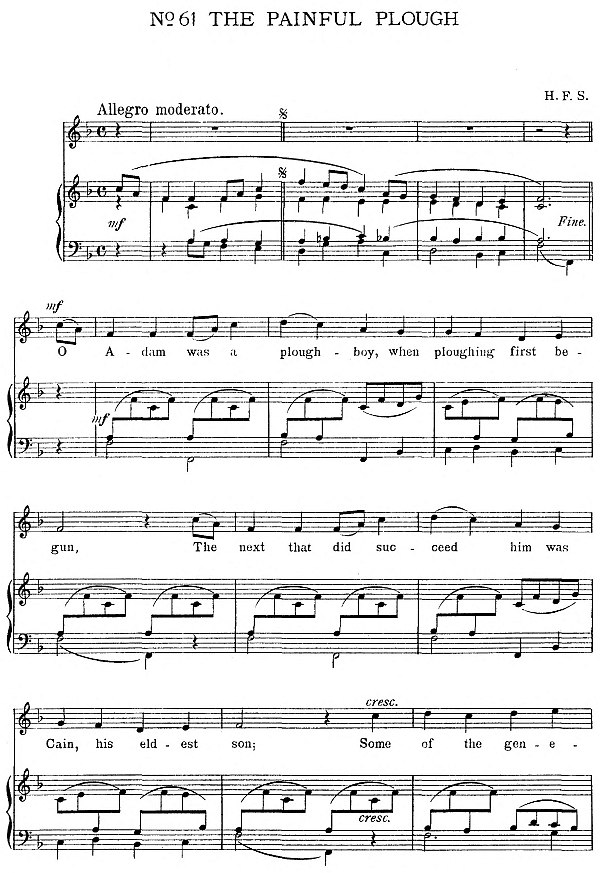 No 61 THE PAINFUL PLOUGH
H. F. S.
Allegro moderato.
mf
Fine.
mf
O A-dam was a plough - boy, when ploughing first be-
mf
gun, The next that did suc - ceed him was
cresc.
Cain, his eld - est son; Some of the gene - e -
cresc.